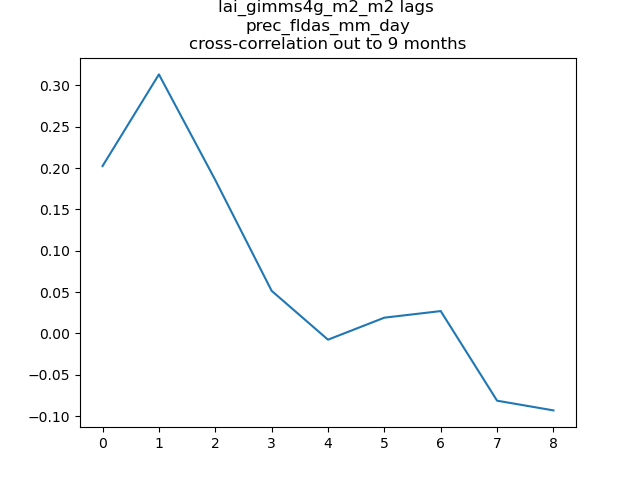 lai_gimms4g_m2_m2 lags
prec_fldas_mm_day
cross-correlation out to 9 months
0.30
0.25
0.20
0.15
0.10
0.05
0.00
−0.05
−0.10
0 1 2 3 4 5 6 7 8